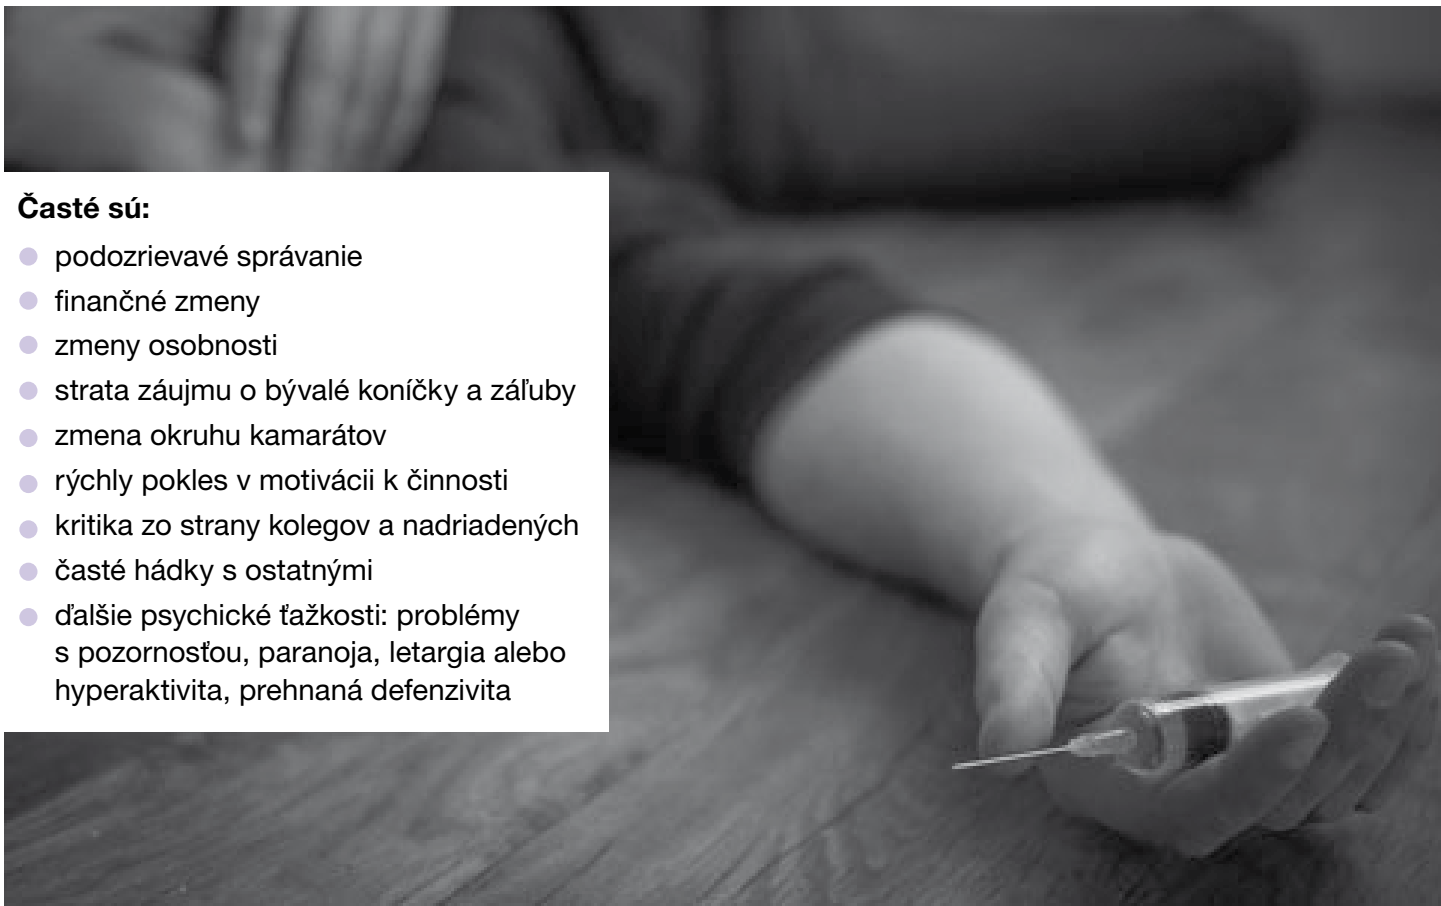 Časté sú:
podozrievavé správanie
finančné zmeny
zmeny osobnosti
strata záujmu o bývalé koníčky a záľuby
zmena okruhu kamarátov
rýchly pokles v motivácii k činnosti
kritika zo strany kolegov a nadriadených
časté hádky s ostatnými
ďalšie psychické ťažkosti: problémy
s pozornosťou, paranoja, letargia alebo
hyperaktivita, prehnaná defenzivita